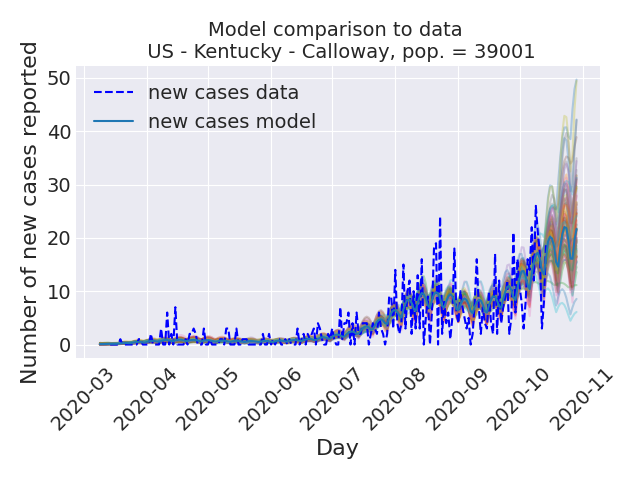 Model comparison to data
US - Kentucky - Calloway, pop. = 39001
Number of new cases reported
50
40
30
20
10
0
new cases data
new cases model
2020-03
2020-04
2020-05
2020-06
2020-07
2020-08
2020-09
2020-10
2020-11
Day